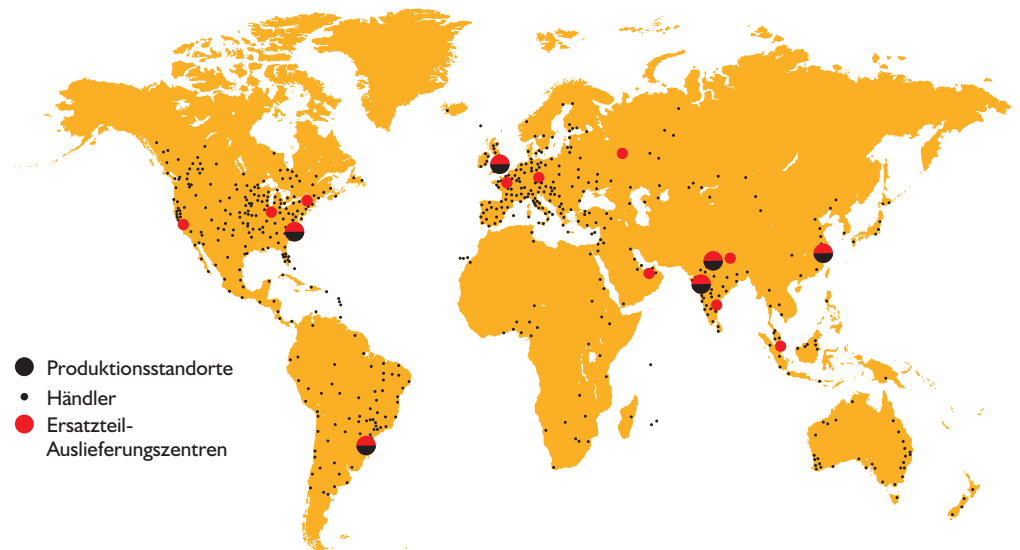 Produktionsstandorte
Händler
Ersatzteil-
Auslieferungszentren